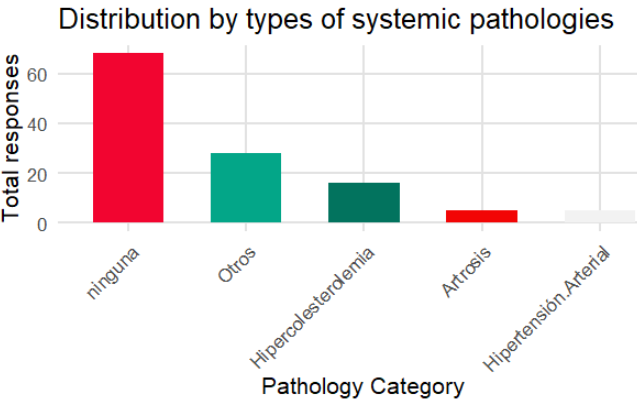 Distribution by types of systemic pathologies
Total responses
60
40
20
0
ninguna
Otros
Hipercolesterolemia
Artrosis
Hipertensión.Arterial
Pathology Category